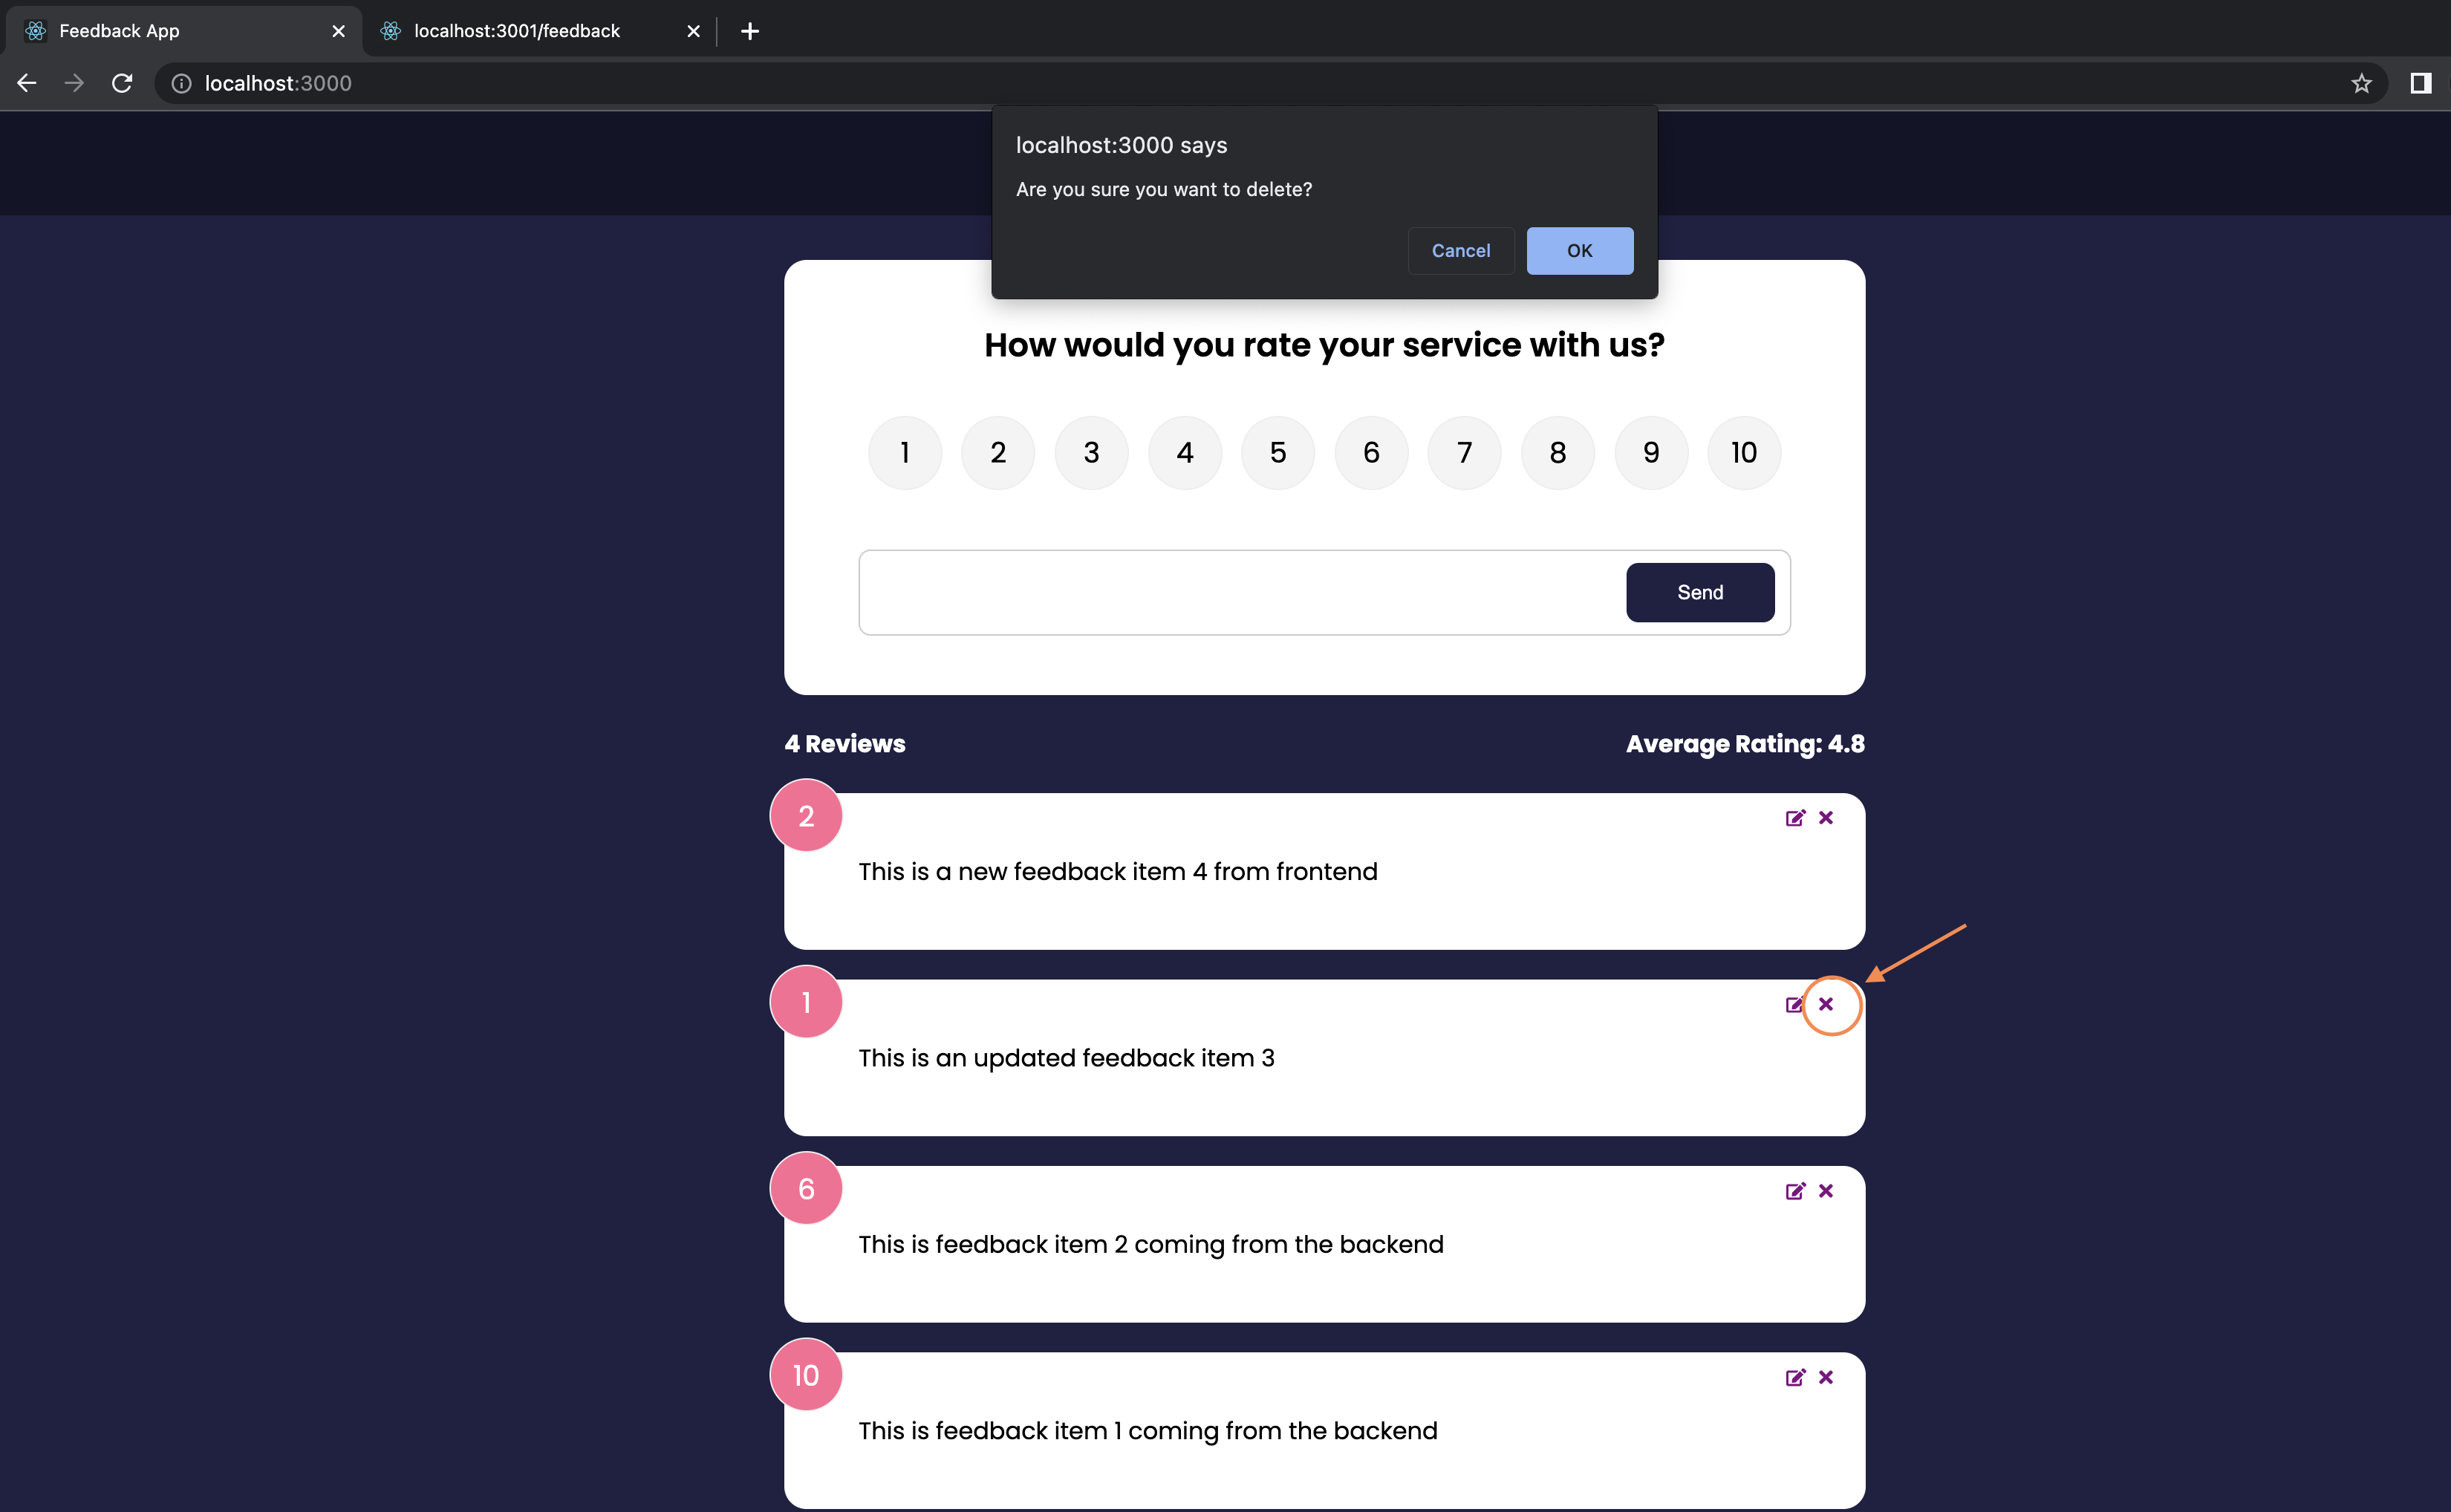 Feedback App
localhost:3001/feedback
localhost:3000
localhost:3000 says
Are you sure you want to delete?
Cancel
OK
How would you rate your service with us?
1 2 3 4 5 6 7 8 9 10
Send
4 Reviews
Average Rating: 4.8
2
This is a new feedback item 4 from frontend
1
This is an updated feedback item 3
6
This is feedback item 2 coming from the backend
10
This is feedback item 1 coming from the backend